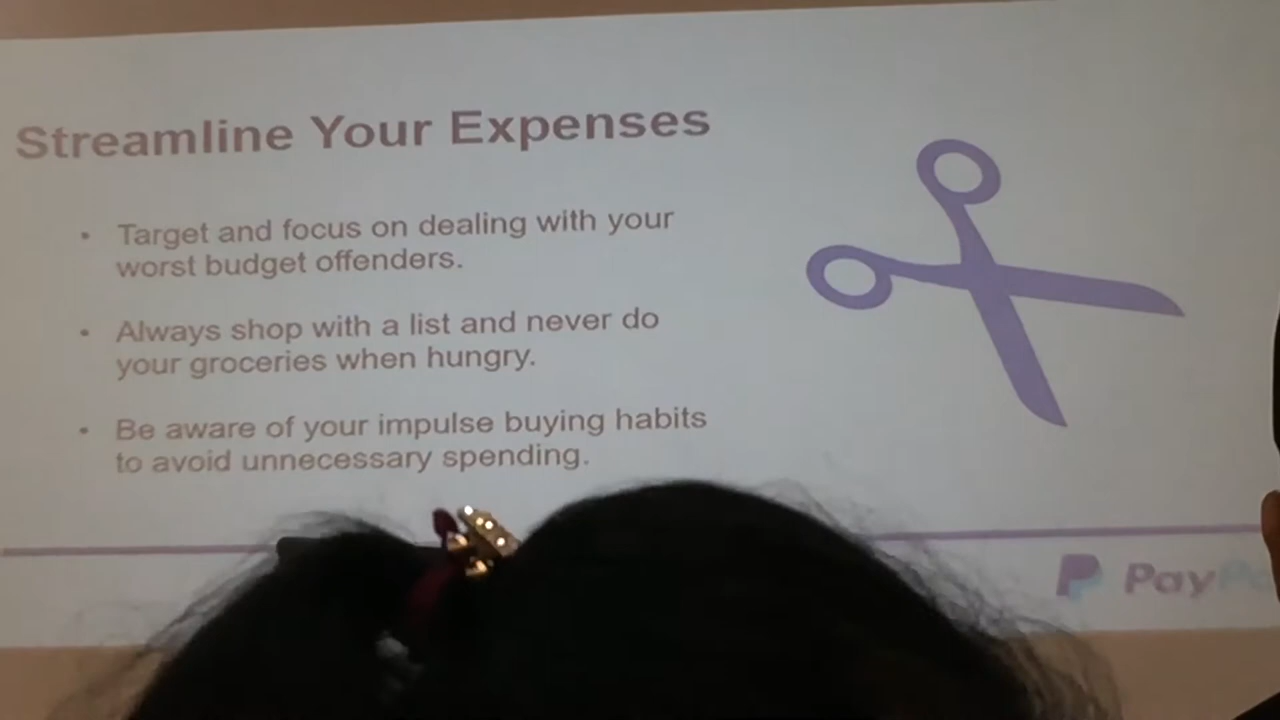 Streamline Your Expenses
• Target and focus on dealing with your
worst budget offenders.
• Always shop with a list and never do
your groceries when hungry.
• Be aware of your impulse buying habits
to avoid unnecessary spending.
PayPa